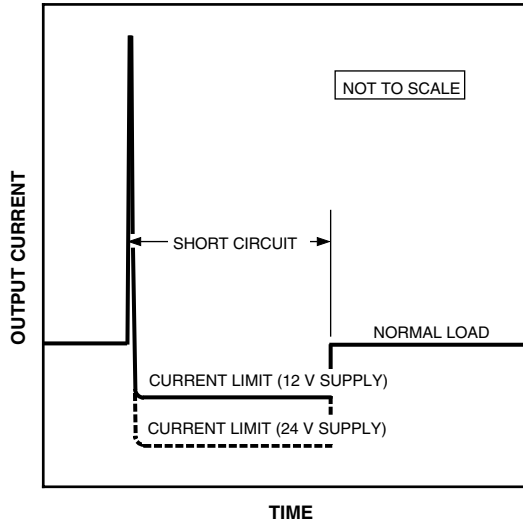 NOT TO SCALE
OUTPUT CURRENT
SHORT CIRCUIT
NORMAL LOAD
CURRENT LIMIT (12 V SUPPLY)
CURRENT LIMIT (24 V SUPPLY)
TIME